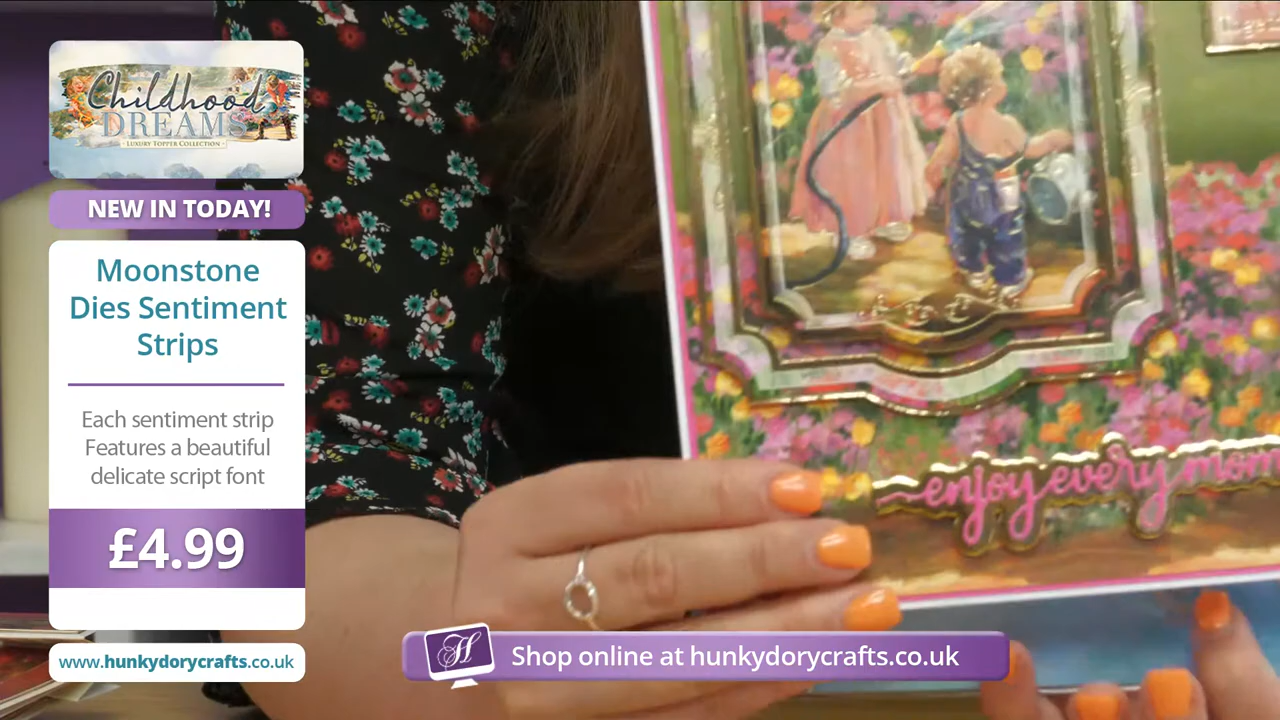 Childhood
DREAMS
- LUXURY TOPPER COLLECTION -
NEW IN TODAY!
Moonstone
Dies Sentiment
Strips
Each sentiment strip
Features a beautiful
delicate script font
£4.99
www.hunkydorycrafts.co.uk
enjoy every mom
H
Shop online at hunkydorycrafts.co.uk